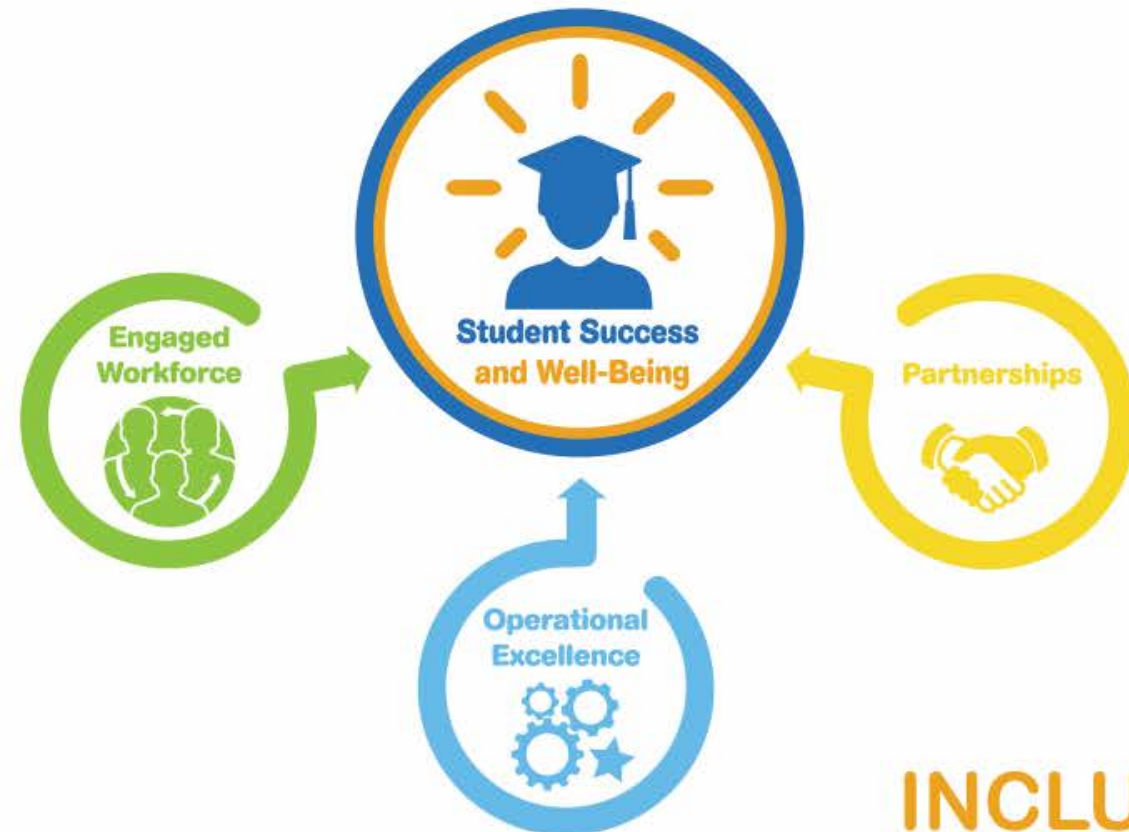 Student Success
and Well-Being
Engaged
Workforce
Partnerships
Operational
Excellence
INCLU